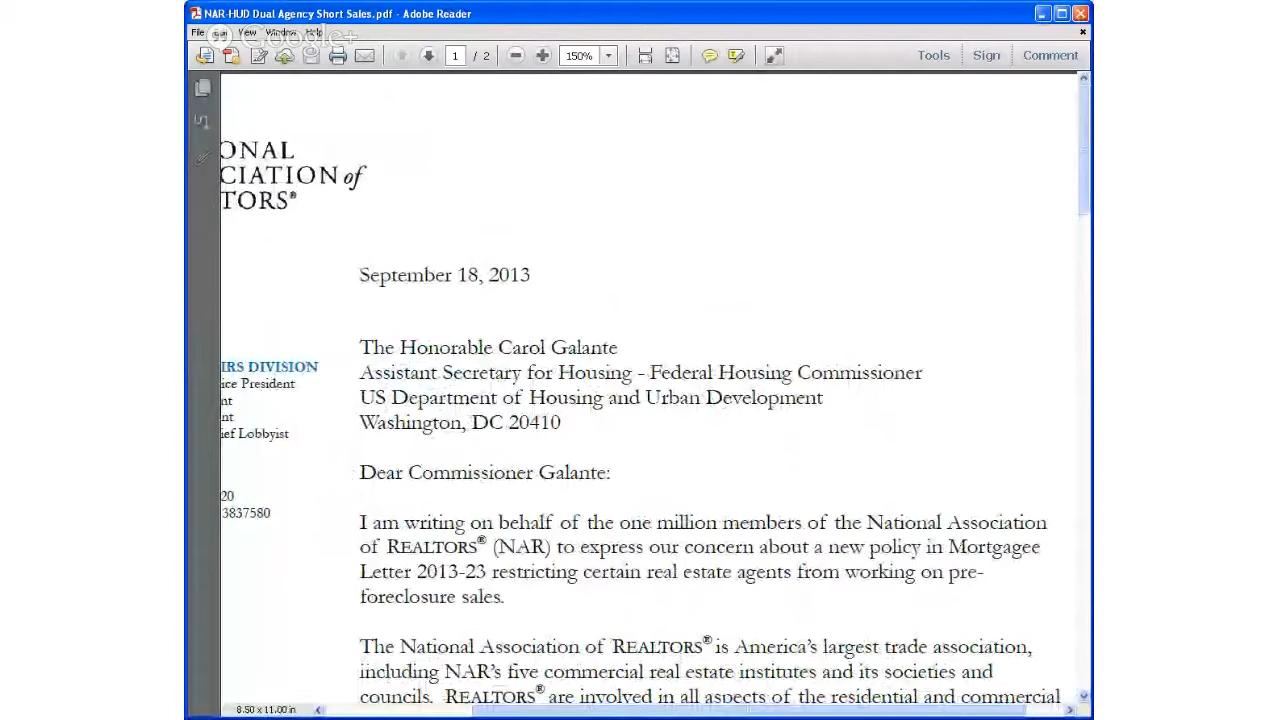 NAR-HUD Dual Agency Short Sales.pdf - Adobe Reader
File View Window Help
Google+
1 / 2 150% Tools Sign Comment
ONAL
CIATION of
TORS®
September 18, 2013
The Honorable Carol Galante
Assistant Secretary for Housing - Federal Housing Commissioner
US Department of Housing and Urban Development
Washington, DC 20410
IRS DIVISION
ice President
nt
nt
ief Lobbyist
20
3837580
Dear Commissioner Galante:
I am writing on behalf of the one million members of the National Association
of REALTORS® (NAR) to express our concern about a new policy in Mortgagee
Letter 2013-23 restricting certain real estate agents from working on pre-
foreclosure sales.
The National Association of REALTORS® is America's largest trade association,
including NAR's five commercial real estate institutes and its societies and
councils. REALTORS® are involved in all aspects of the residential and commercial
8.50 x 11.00 in